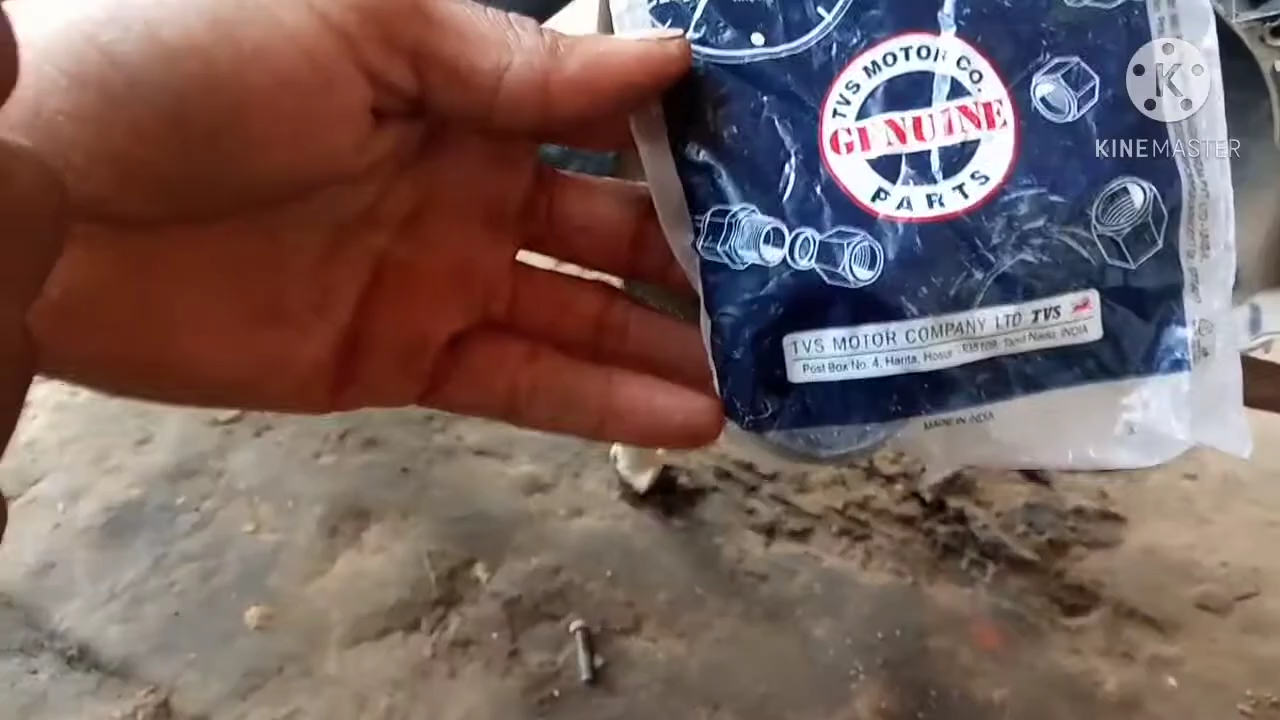 TVS MOTOR CO.
GENUINE
PARTS
K
KINEMASTER
TVS MOTOR COMPANY LTD TVS
Post Box No. 4, Harita, Hosur - 635109, Tamil Nadu, INDIA
MADE IN INDIA